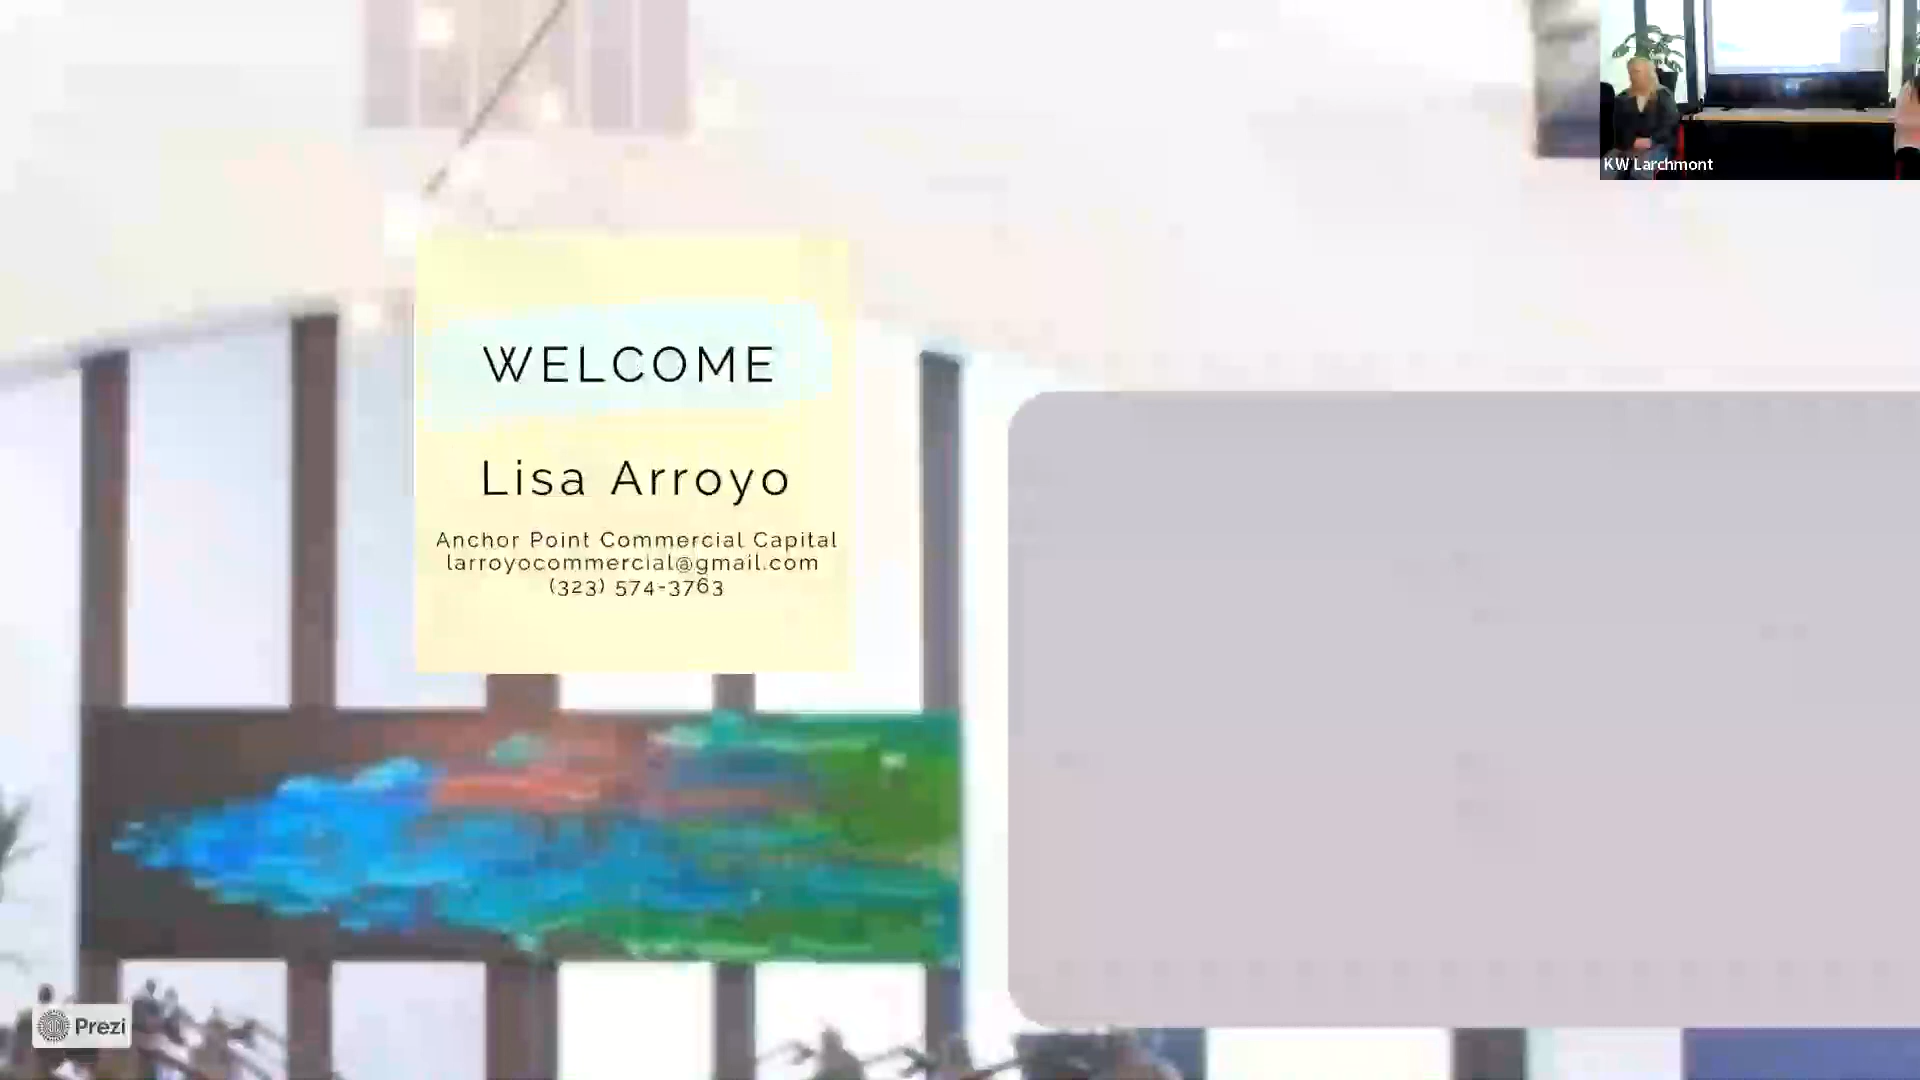 KW Larchmont
WELCOME
Lisa Arroyo
Anchor Point Commercial Capital
larroyocommercial@gmail.com
(323) 574-3763
Prezi